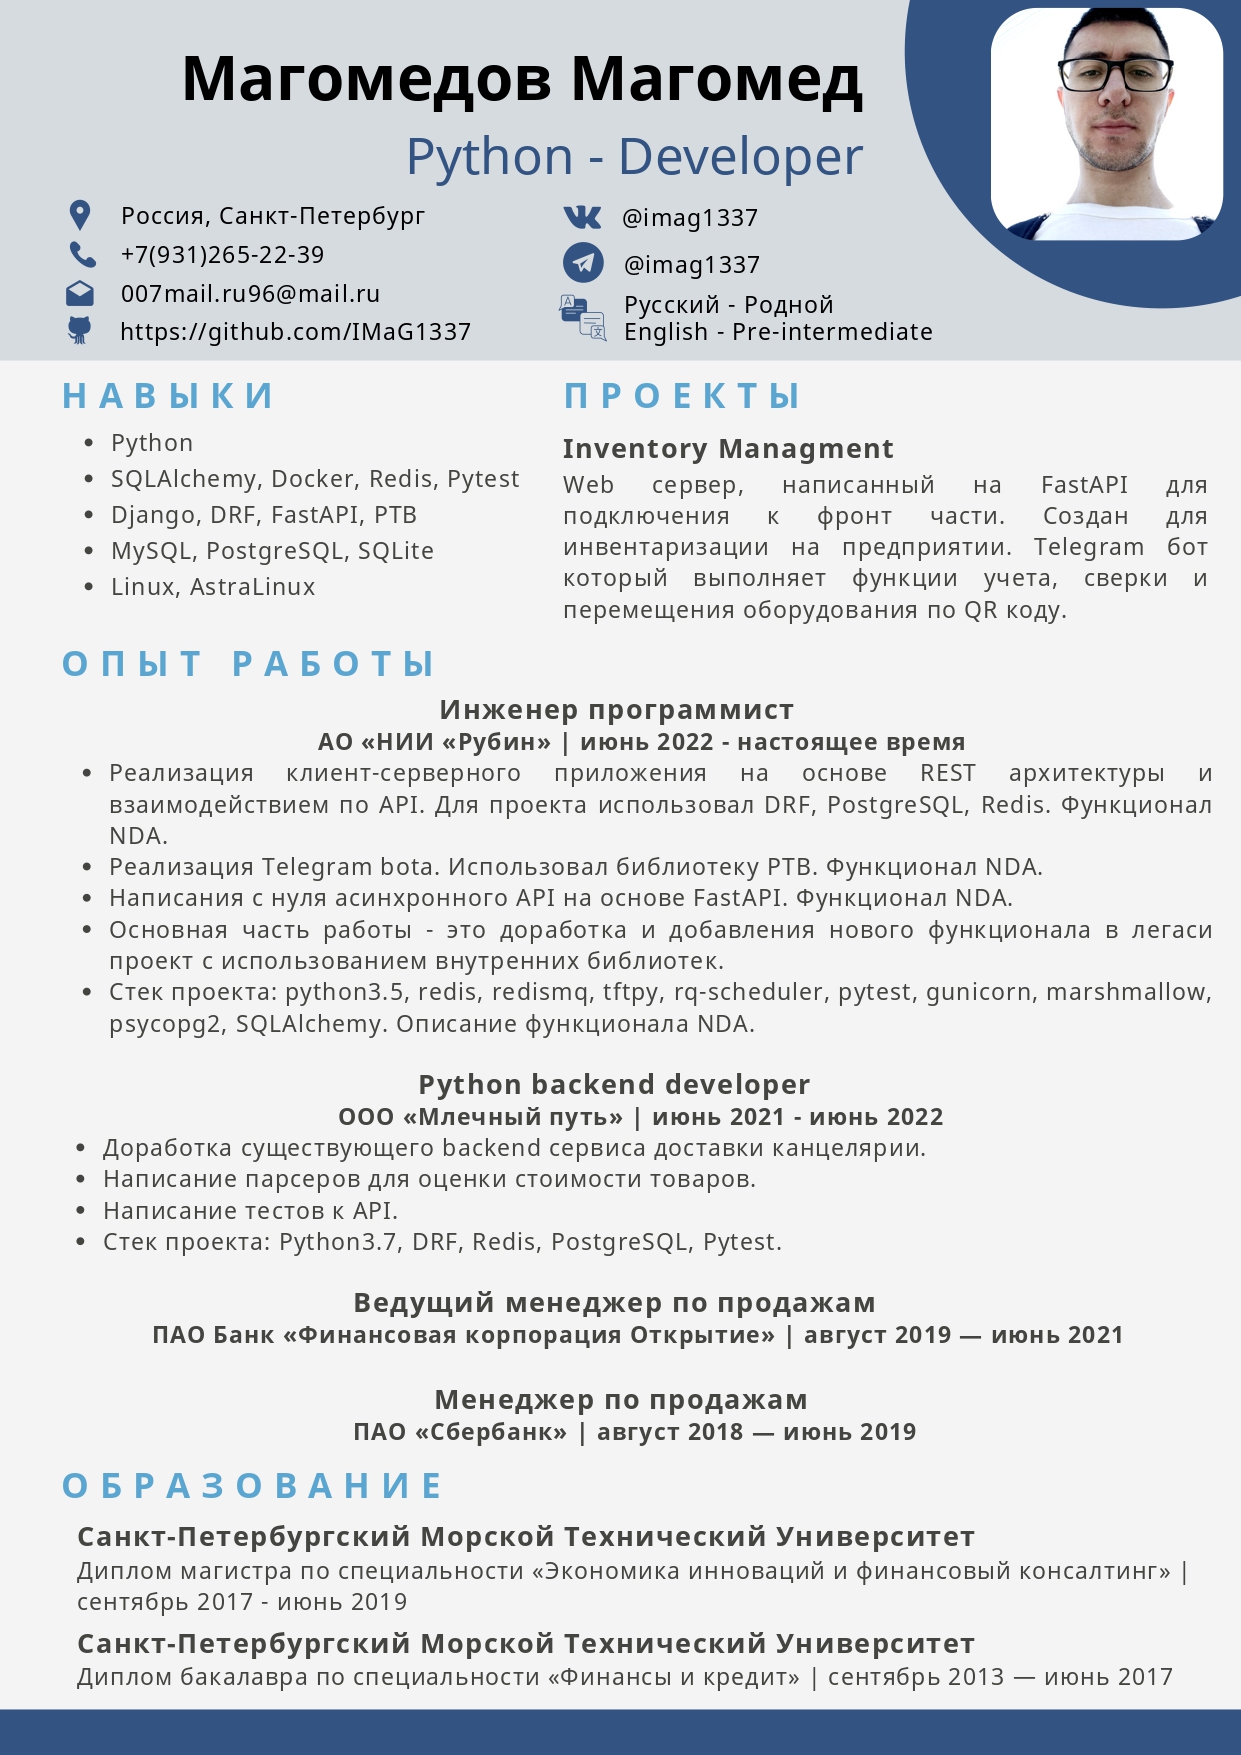 Магомедов Магомед
Python - Developer
Россия, Санкт-Петербург
+7(931)265-22-39
007mail.ru96@mail.ru
https://github.com/IMaG1337
@imag1337
@imag1337
Русский - Родной
English - Pre-intermediate
НАВЫКИ
• Python
• SQLAlchemy, Docker, Redis, Pytest
• Django, DRF, FastAPI, PTB
• MySQL, PostgreSQL, SQLite
• Linux, AstraLinux
ПРОЕКТЫ
Inventory Managment
Web сервер, написанный на FastAPI для
подключения к фронт части. Создан для
инвентаризации на предприятии. Telegram бот
который выполняет функции учета, сверки и
перемещения оборудования по QR коду.
ОПЫТ РАБОТЫ
Инженер программист
АО «НИИ «Рубин» | июнь 2022 - настоящее время
• Реализация клиент-серверного приложения на основе REST архитектуры и
взаимодействием по API. Для проекта использовал DRF, PostgreSQL, Redis. Функционал
NDA.
• Реализация Telegram bota. Использовал библиотеку PTB. Функционал NDA.
• Написания с нуля асинхронного API на основе FastAPI. Функционал NDA.
• Основная часть работы - это доработка и добавления нового функционала в легаси
проект с использованием внутренних библиотек.
• Стек проекта: python3.5, redis, redismq, tftpy, rq-scheduler, pytest, gunicorn, marshmallow,
psycopg2, SQLAlchemy. Описание функционала NDA.
Python backend developer
ООО «Млечный путь» | июнь 2021 - июнь 2022
• Доработка существующего backend сервиса доставки канцелярии.
• Написание парсеров для оценки стоимости товаров.
• Написание тестов к API.
• Стек проекта: Python3.7, DRF, Redis, PostgreSQL, Pytest.
Ведущий менеджер по продажам
ПАО Банк «Финансовая корпорация Открытие» | август 2019 — июнь 2021
Менеджер по продажам
ПАО «Сбербанк» | август 2018 — июнь 2019
ОБРАЗОВАНИЕ
Санкт-Петербургский Морской Технический Университет
Диплом магистра по специальности «Экономика инноваций и финансовый консалтинг» |
сентябрь 2017 - июнь 2019
Санкт-Петербургский Морской Технический Университет
Диплом бакалавра по специальности «Финансы и кредит» | сентябрь 2013 — июнь 2017